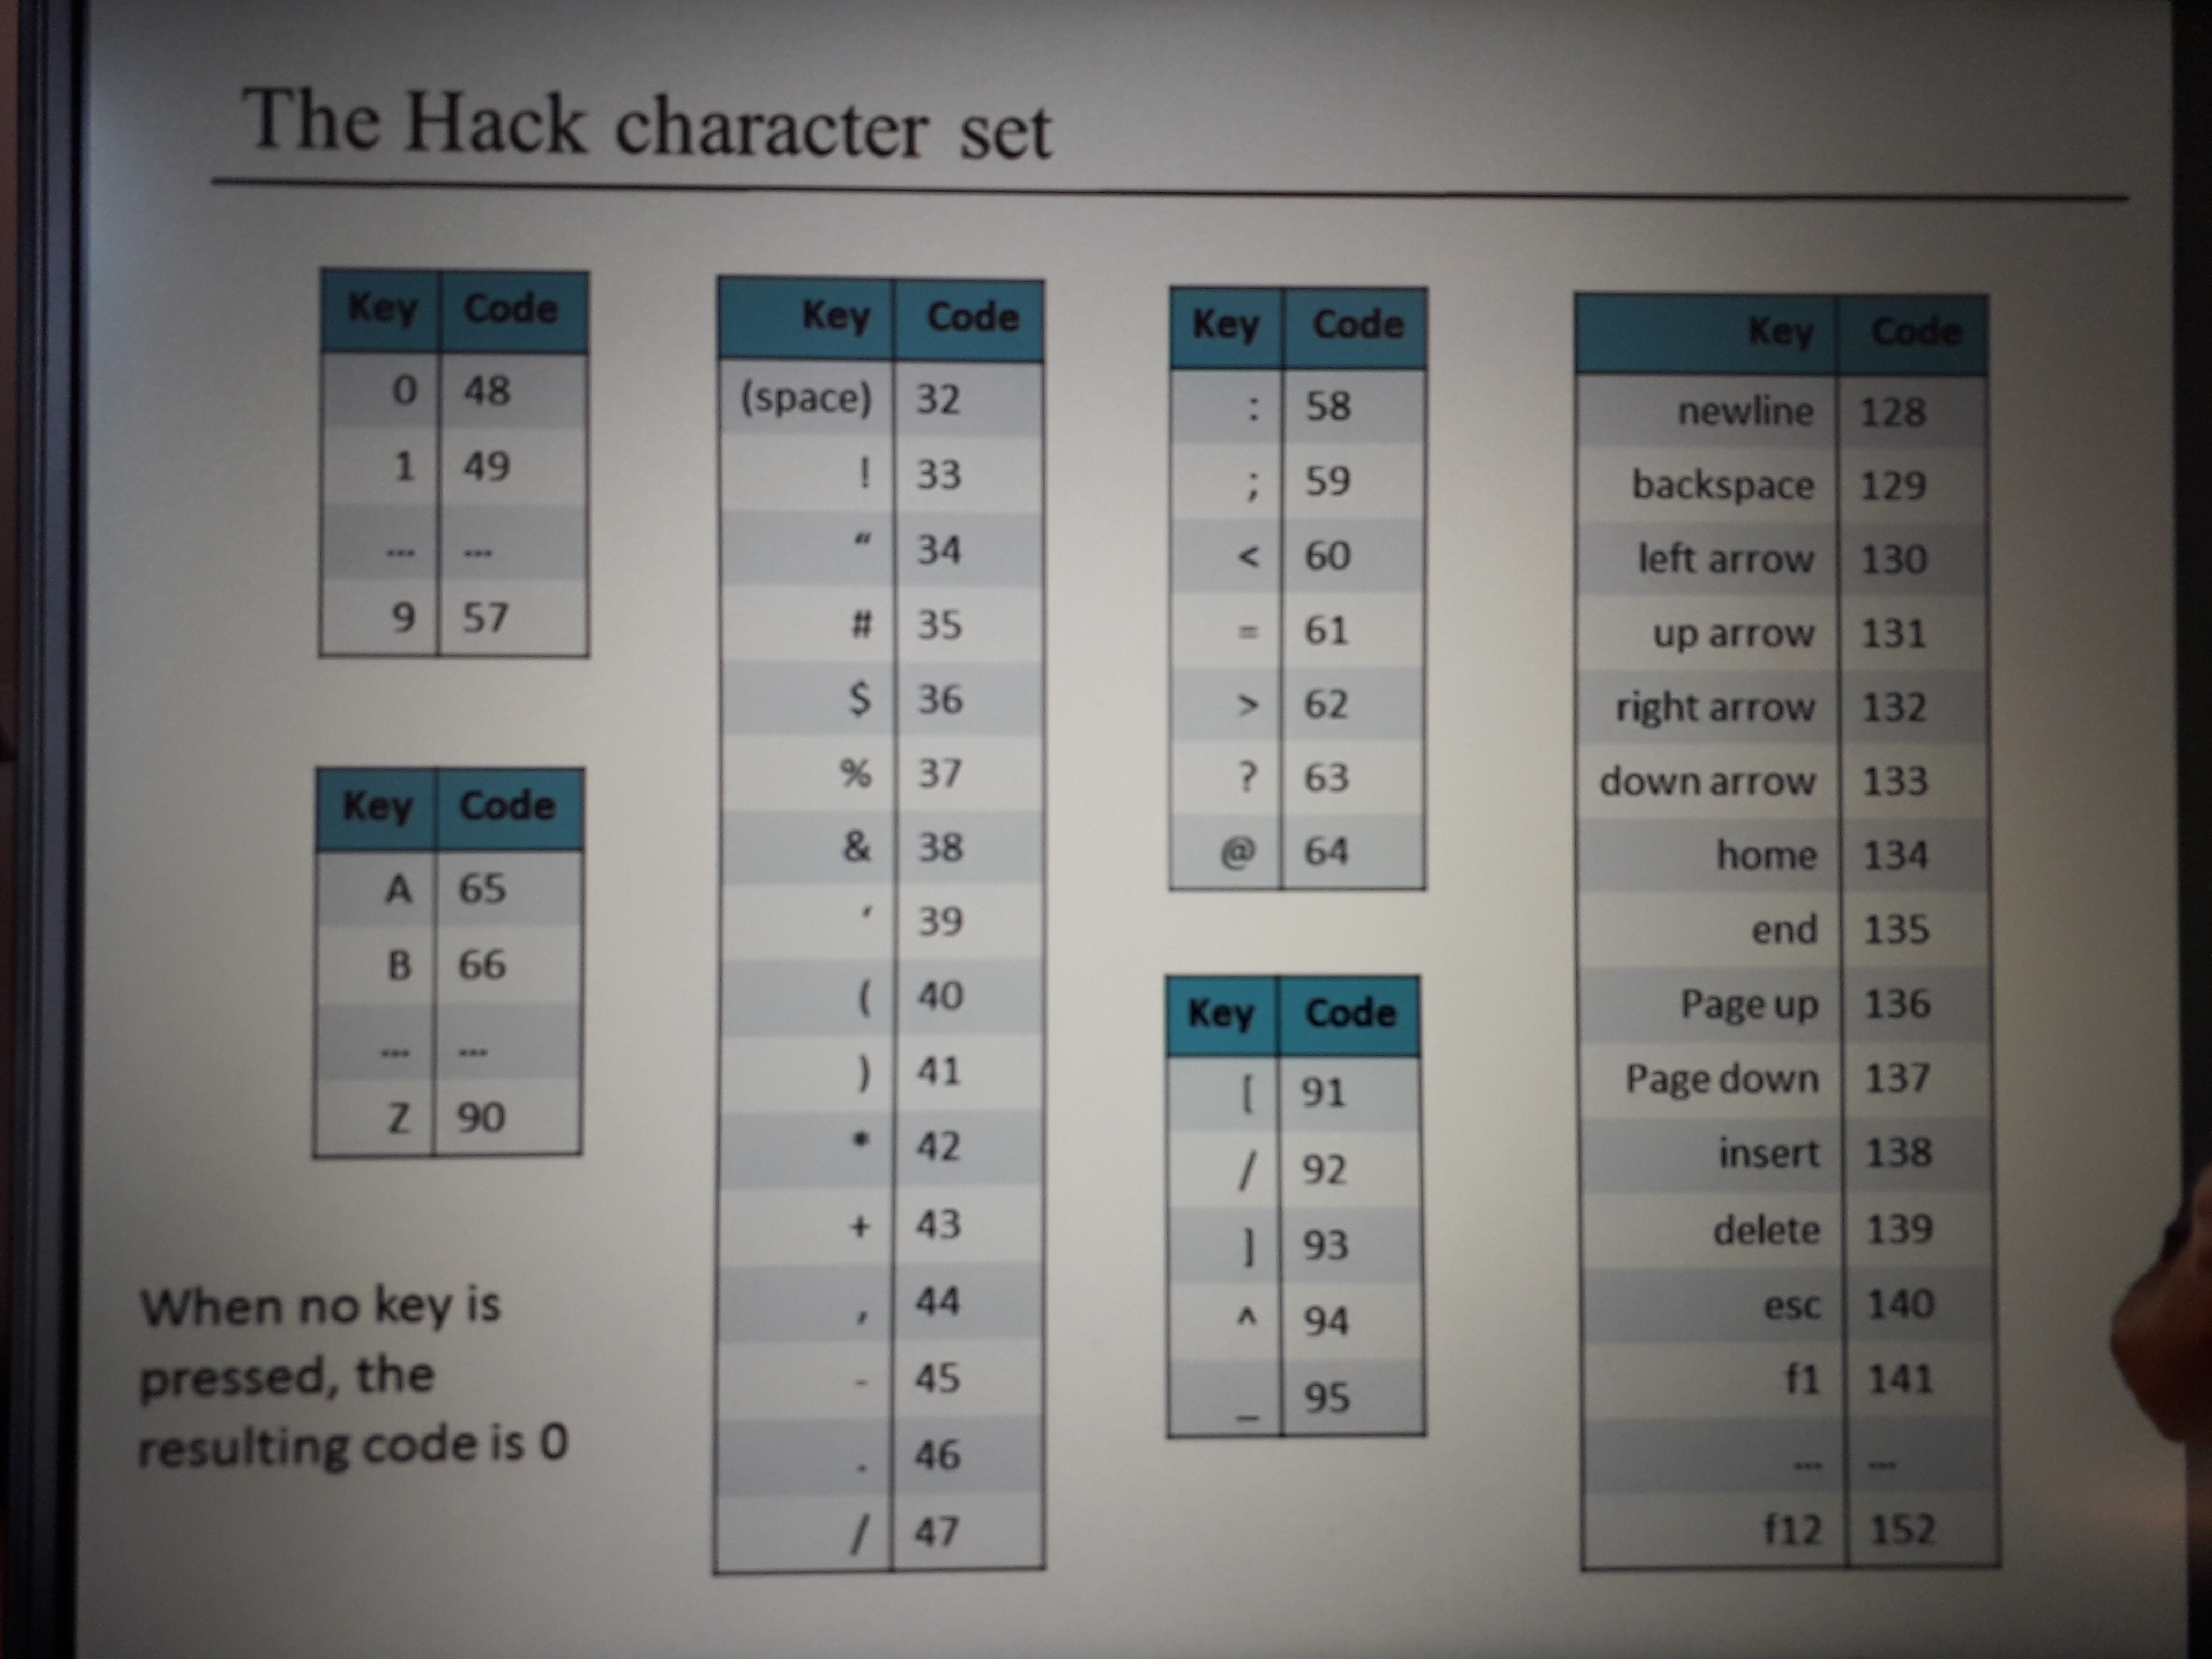 The Hack character set
Key Code
0 48
1 49
... ...
9 57
Key Code
A 65
B 66
... ...
Z 90
When no key is
pressed, the
resulting code is 0
Key Code
(space) 32
! 33
“ 34
# 35
$ 36
% 37
& 38
‘ 39
( 40
) 41
* 42
+ 43
, 44
- 45
. 46
/ 47
Key Code
: 58
; 59
< 60
= 61
> 62
? 63
@ 64
Key Code
[ 91
/ 92
] 93
^ 94
_ 95
Key Code
newline 128
backspace 129
left arrow 130
up arrow 131
right arrow 132
down arrow 133
home 134
end 135
Page up 136
Page down 137
insert 138
delete 139
esc 140
f1 141
... ...
f12 152